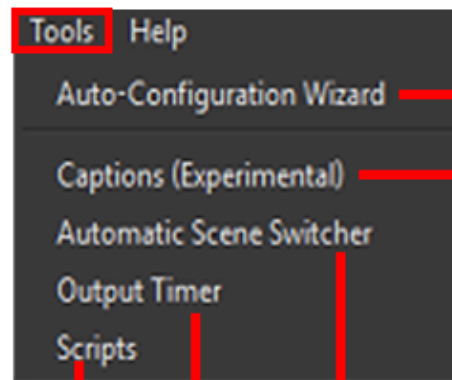 Tools Help
Auto-Configuration Wizard
Captions (Experimental)
Automatic Scene Switcher
Output Timer
Scripts